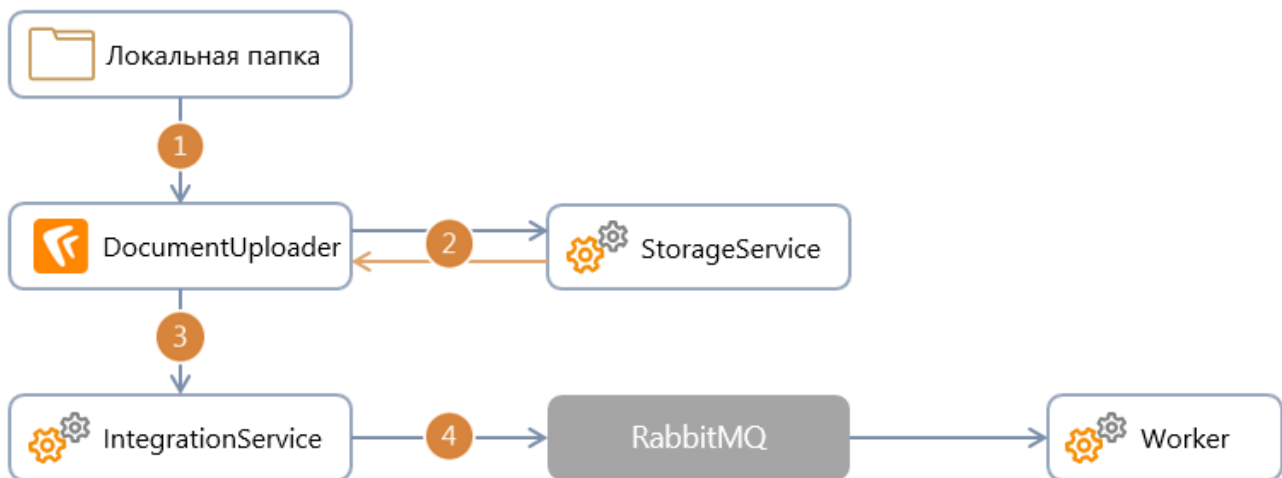 Локальная папка
1
DocumentUploader
2
StorageService
3
IntegrationService
4
RabbitMQ
Worker